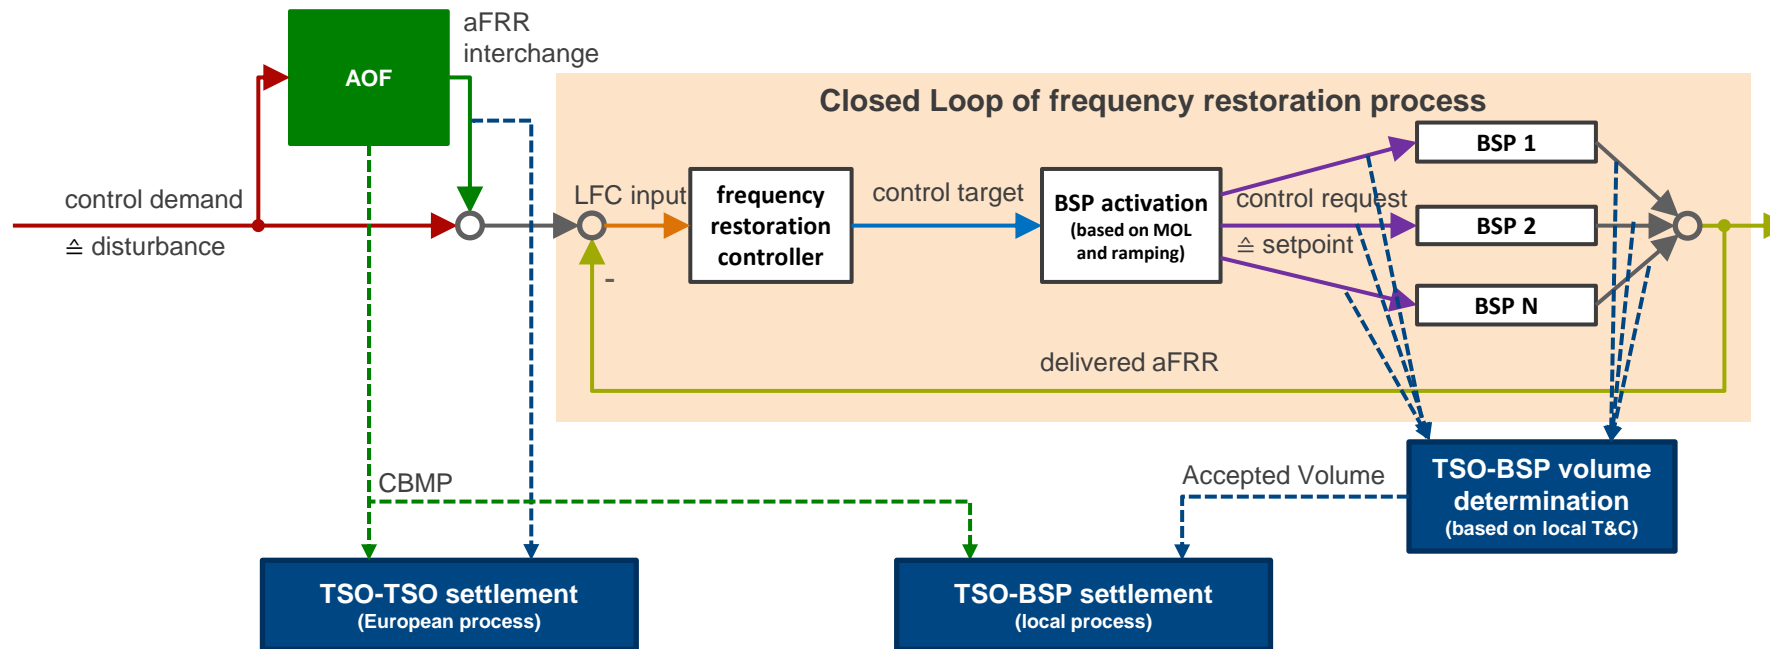 aFRR
interchange
AOF
Closed Loop of frequency restoration process
BSP 1
control demand
≙ disturbance
LFC input
frequency
restoration
controller
control target
BSP activation
(based on MOL
and ramping)
control request
≙ setpoint
BSP 2
-
BSP N
delivered aFRR
CBMP
Accepted Volume
TSO-BSP volume
determination
(based on local T&C)
TSO-TSO settlement
(European process)
TSO-BSP settlement
(local process)